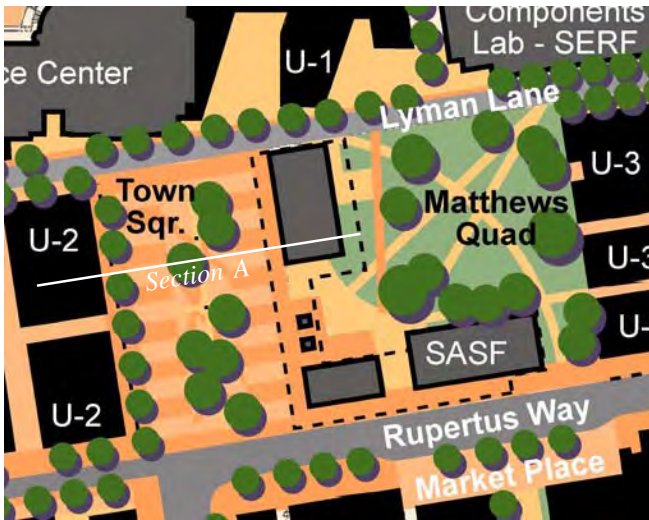 Components
Lab - SERF
ce Center
U-1
Lyman Lane
Town
Sqr.
U-3
Matthews
Quad
U-2
Section A
U-3
U-
SASF
U-2
Rupertus Way
Market Place